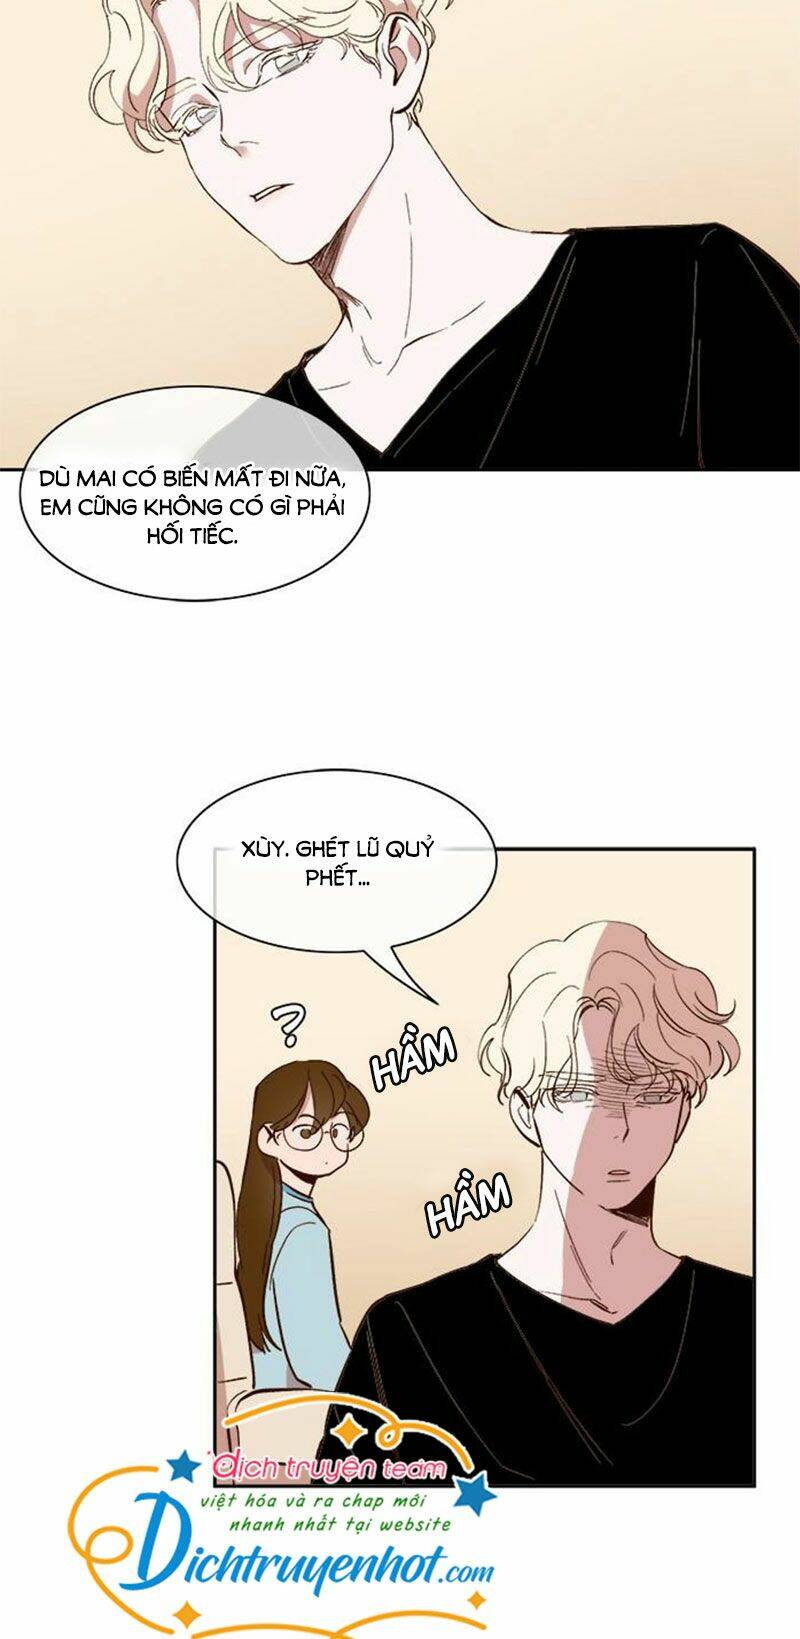 DÙ MAI CÓ BIẾN MẤT ĐI NỮA,
EM CŨNG KHÔNG CÓ GÌ PHẢI
HỐI TIẾC.
XÙY. GHÉT LŨ QUỶ
PHẾT...
?
HẦM
HẦM
dịch truyện team
việt hóa và ra chap mới
nhanh nhất tại website
Dichtruyenhot.com